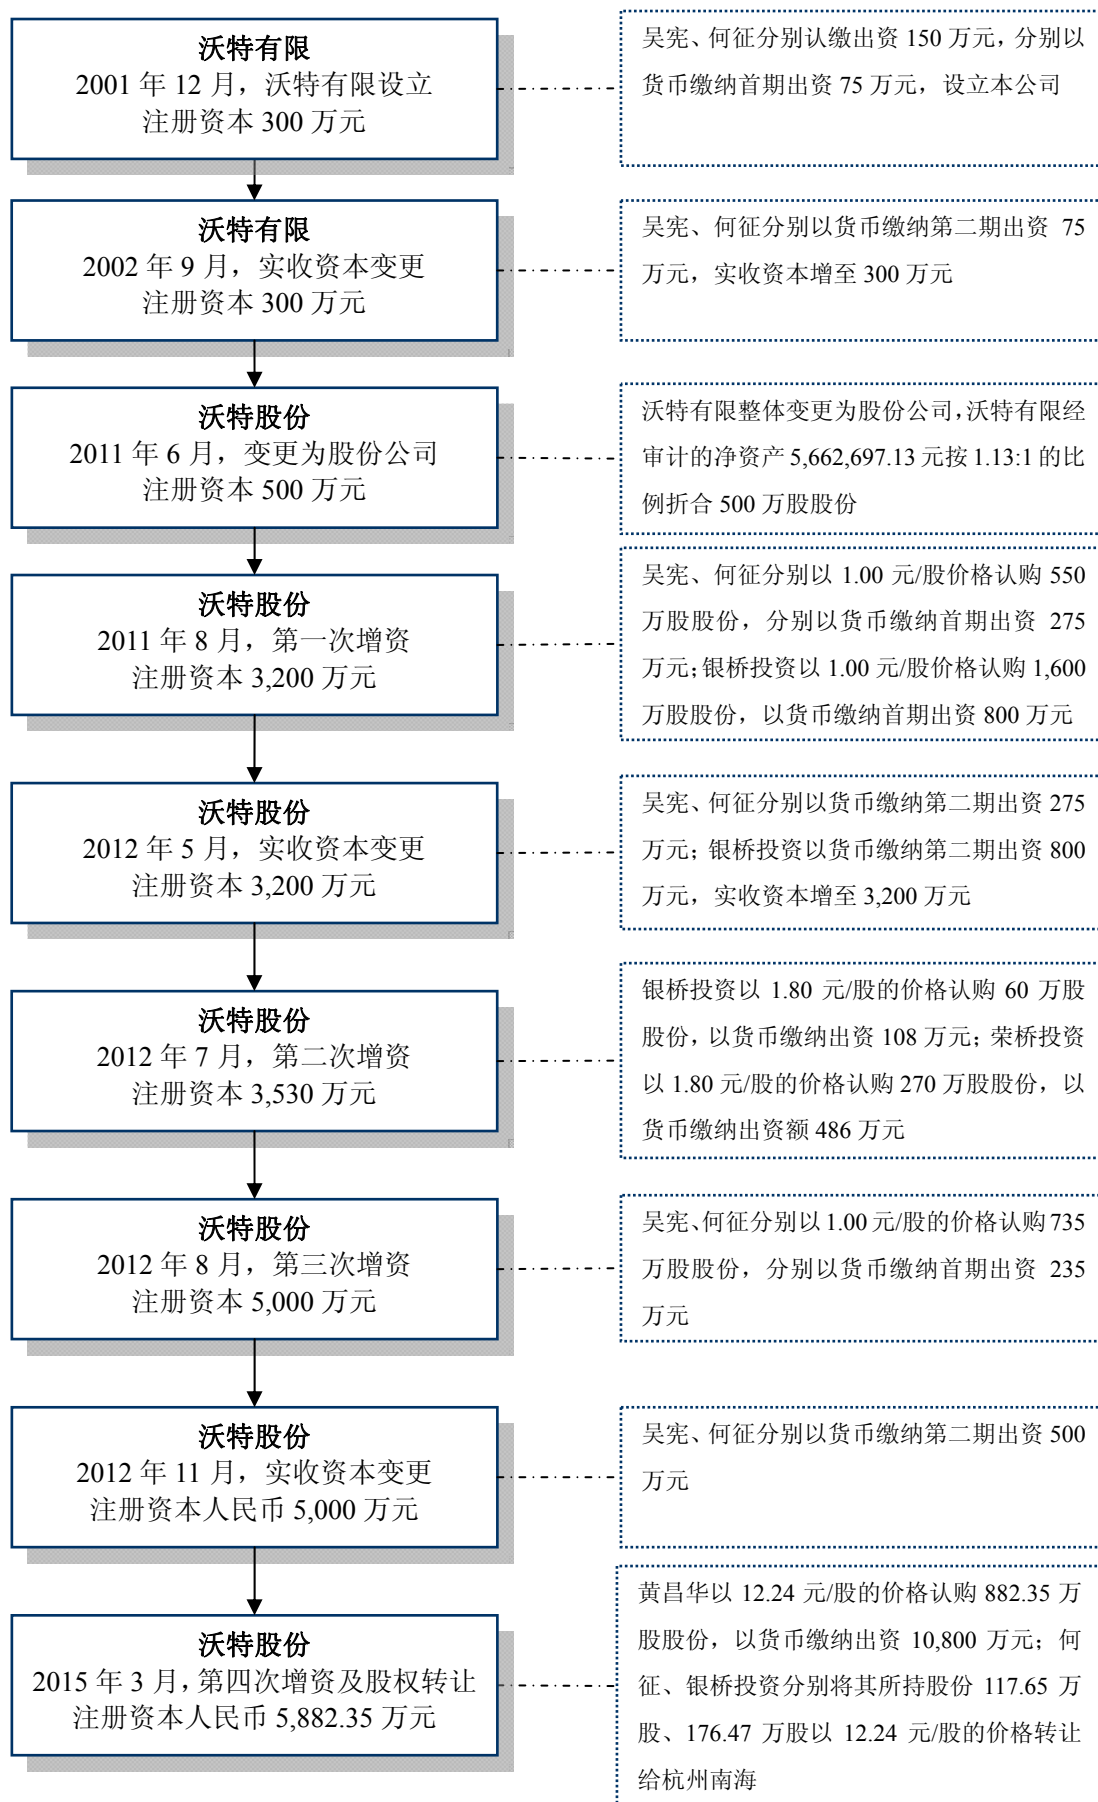 沃特有限
2001 年 12 月，沃特有限设立
注册资本 300 万元
吴宪、何征分别认缴出资 150 万元，分别以
货币缴纳首期出资 75 万元，设立本公司
沃特有限
2002 年 9 月，实收资本变更
注册资本 300 万元
吴宪、何征分别以货币缴纳第二期出资 75
万元，实收资本增至 300 万元
沃特股份
2011 年 6 月，变更为股份公司
注册资本 500 万元
沃特有限整体变更为股份公司，沃特有限经
审计的净资产 5,662,697.13 元按 1.13:1 的比
例折合 500 万股股份
沃特股份
2011 年 8 月，第一次增资
注册资本 3,200 万元
吴宪、何征分别以 1.00 元/股价格认购 550
万股股份，分别以货币缴纳首期出资 275
万元；银桥投资以 1.00 元/股价格认购 1,600
万股股份，以货币缴纳首期出资 800 万元
沃特股份
2012 年 5 月，实收资本变更
注册资本 3,200 万元
吴宪、何征分别以货币缴纳第二期出资 275
万元；银桥投资以货币缴纳第二期出资 800
万元，实收资本增至 3,200 万元
沃特股份
2012 年 7 月，第二次增资
注册资本 3,530 万元
银桥投资以 1.80 元/股的价格认购 60 万股
股份，以货币缴纳出资 108 万元；荣桥投资
以 1.80 元/股的价格认购 270 万股股份，以
货币缴纳出资额 486 万元
沃特股份
2012 年 8 月，第三次增资
注册资本 5,000 万元
吴宪、何征分别以 1.00 元/股的价格认购 735
万股股份，分别以货币缴纳首期出资 235
万元
沃特股份
2012 年 11 月，实收资本变更
注册资本人民币 5,000 万元
吴宪、何征分别以货币缴纳第二期出资 500
万元
沃特股份
2015 年 3 月，第四次增资及股权转让
注册资本人民币 5,882.35 万元
黄昌华以 12.24 元/股的价格认购 882.35 万
股股份，以货币缴纳出资 10,800 万元；何
征、银桥投资分别将其所持股份 117.65 万
股、176.47 万股以 12.24 元/股的价格转让
给杭州南海